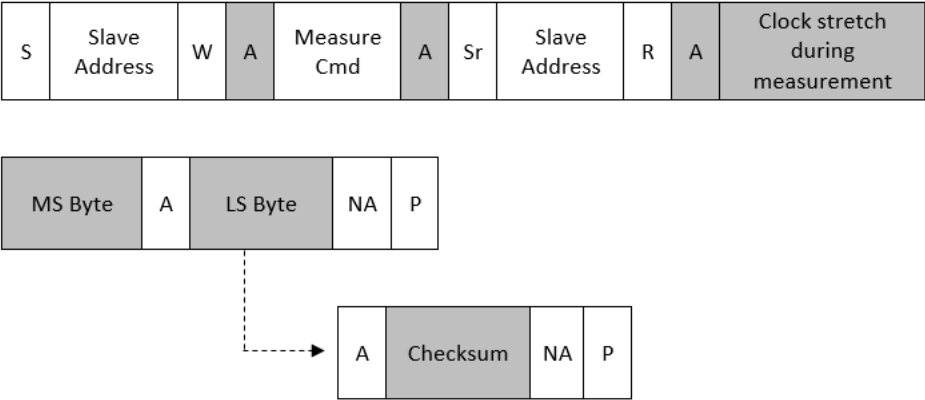 S
Slave
Address
W
A
Measure
Cmd
A
Sr
Slave
Address
R
A
Clock stretch
during
measurement
MS Byte
A
LS Byte
NA
P
A
Checksum
NA
P